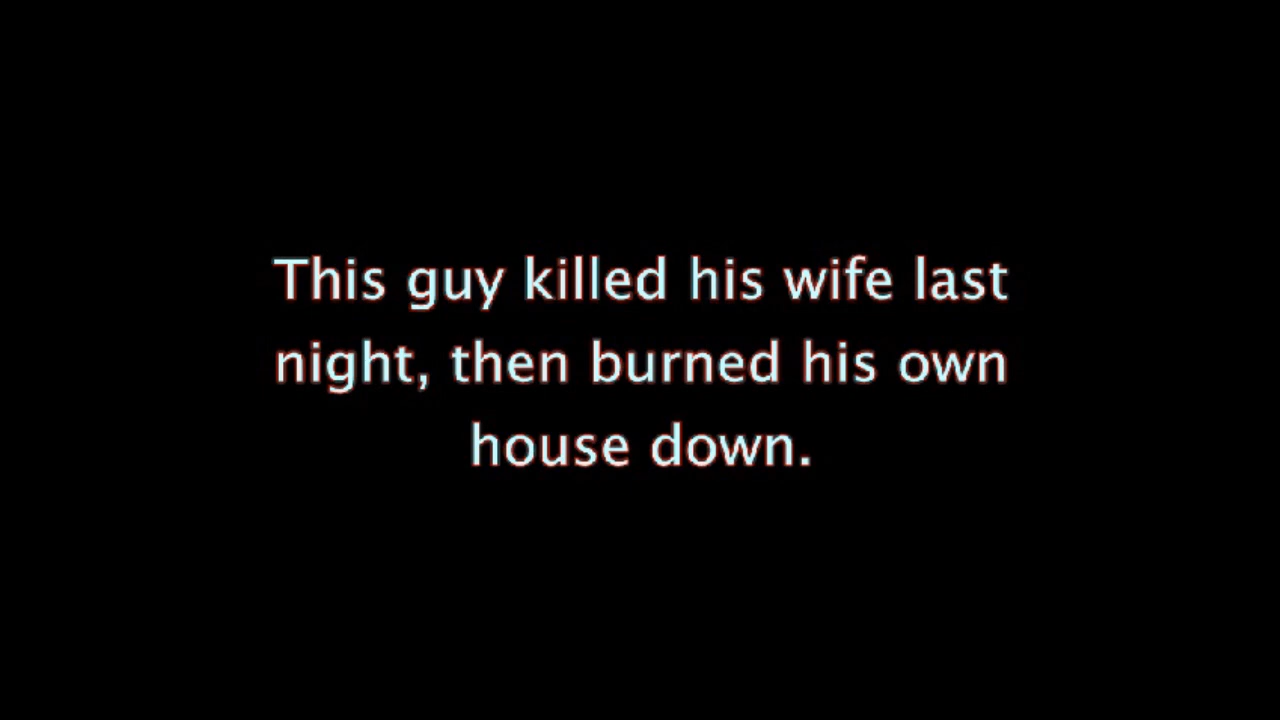 This guy killed his wife last
night, then burned his own
house down.